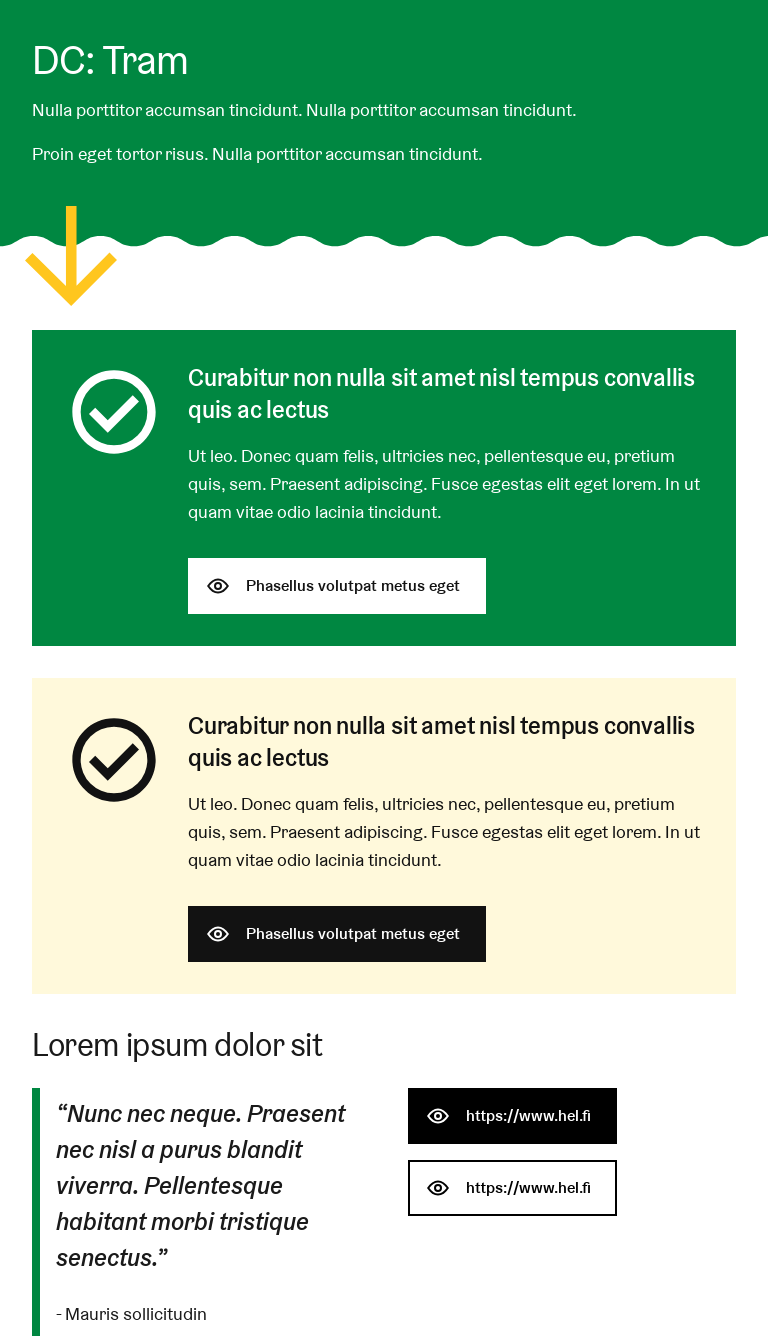 DC: Tram
Nulla porttitor accumsan tincidunt. Nulla porttitor accumsan tincidunt.
Proin eget tortor risus. Nulla porttitor accumsan tincidunt.
Curabitur non nulla sit amet nisl tempus convallis
quis ac lectus
Ut leo. Donec quam felis, ultricies nec, pellentesque eu, pretium
quis, sem. Praesent adipiscing. Fusce egestas elit eget lorem. In ut
quam vitae odio lacinia tincidunt.
Phasellus volutpat metus eget
Curabitur non nulla sit amet nisl tempus convallis
quis ac lectus
Ut leo. Donec quam felis, ultricies nec, pellentesque eu, pretium
quis, sem. Praesent adipiscing. Fusce egestas elit eget lorem. In ut
quam vitae odio lacinia tincidunt.
Phasellus volutpat metus eget
Lorem ipsum dolor sit
“Nunc nec neque. Praesent
nec nisl a purus blandit
viverra. Pellentesque
habitant morbi tristique
senectus.”
- Mauris sollicitudin
https://www.hel.fi
https://www.hel.fi